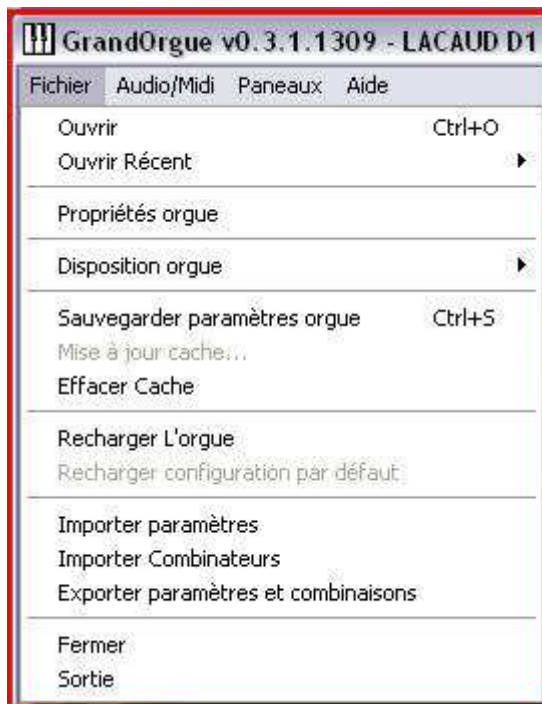 GrandOrgue v0.3.1.1309 - LACAUD D1
Fichier Audio/Midi Paneaux Aide
Ouvrir Ctrl+O
Ouvrir Récent
Propriétés orgue
Disposition orgue
Sauvegarder paramètres orgue Ctrl+S
Mise à jour cache...
Effacer Cache
Recharger L'orgue
Recharger configuration par défaut
Importer paramètres
Importer Combinateurs
Exporter paramètres et combinaisons
Fermer
Sortie